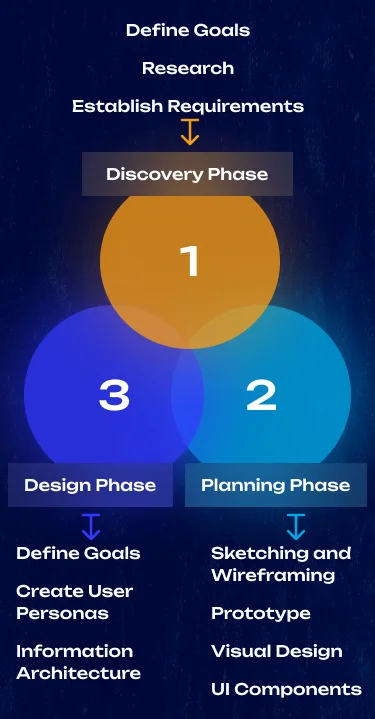 Define Goals
Research
Establish Requirements
Discovery Phase
1
3
2
Design Phase
Planning Phase
Define Goals
Create User
Personas
Information
Architecture
Sketching and
Wireframing
Prototype
Visual Design
UI Components